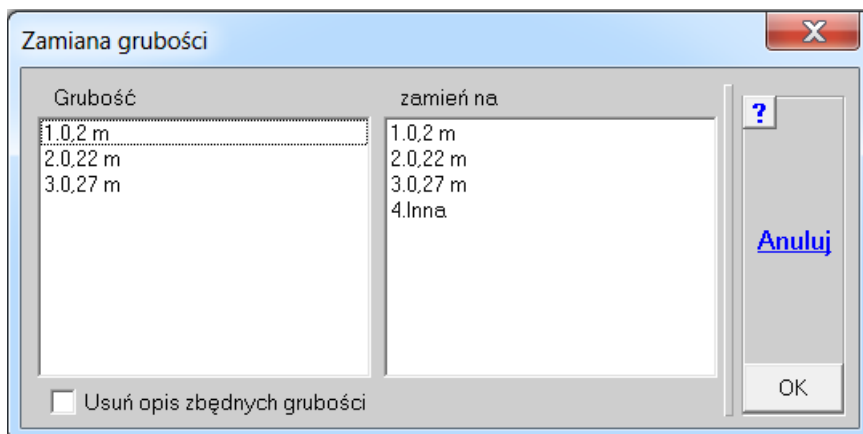 Zamiana grubości
X
Grubość
1.0,2 m
2.0,22 m
3.0,27 m
zamień na
1.0,2 m
2.0,22 m
3.0,27 m
4.Inna
?
Anuluj
OK
Usuń opis zbędnych grubości